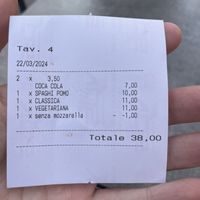 Tav. 4
22/03/2024
2 x 3,50
COCA COLA 7,00
1 x SPAGHI POMO 10,00
1 x CLASSICA 11,00
1 x VEGETARIANA 11,00
1 x senza mozzarella - -1,00
Totale 38,00